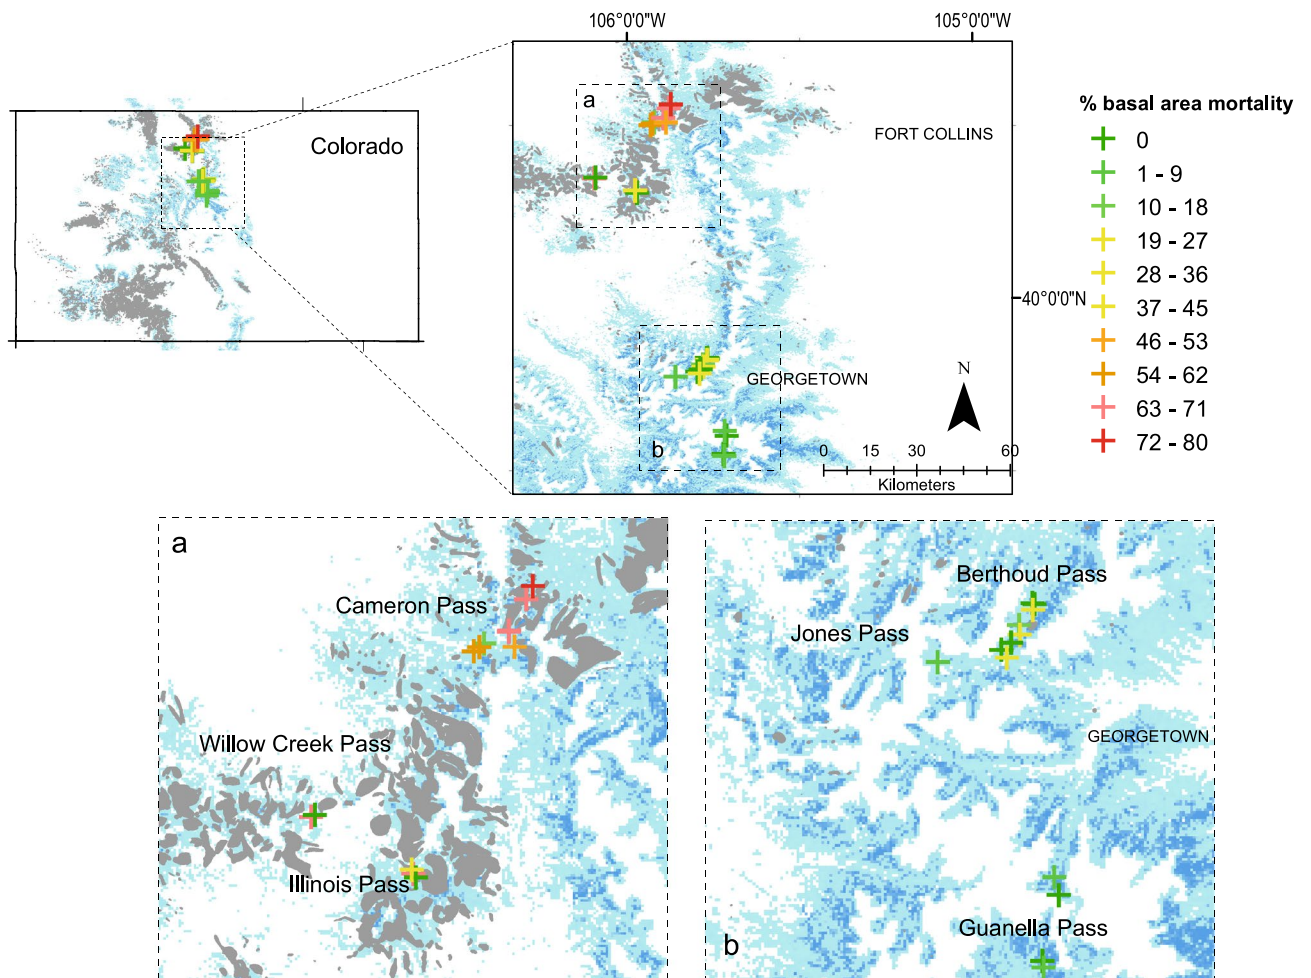 106°0'0"W
105°0'0"W
Colorado
a
FORT COLLINS
40°0'0"N
GEORGETOWN
b
N
0 15 30 45 60
Kilometers
% basal area mortality
0
1 - 9
10 - 18
19 - 27
28 - 36
37 - 45
46 - 53
54 - 62
63 - 71
72 - 80
a
Cameron Pass
Willow Creek Pass
Illinois Pass
Berthoud Pass
Jones Pass
GEORGETOWN
Guanella Pass
b